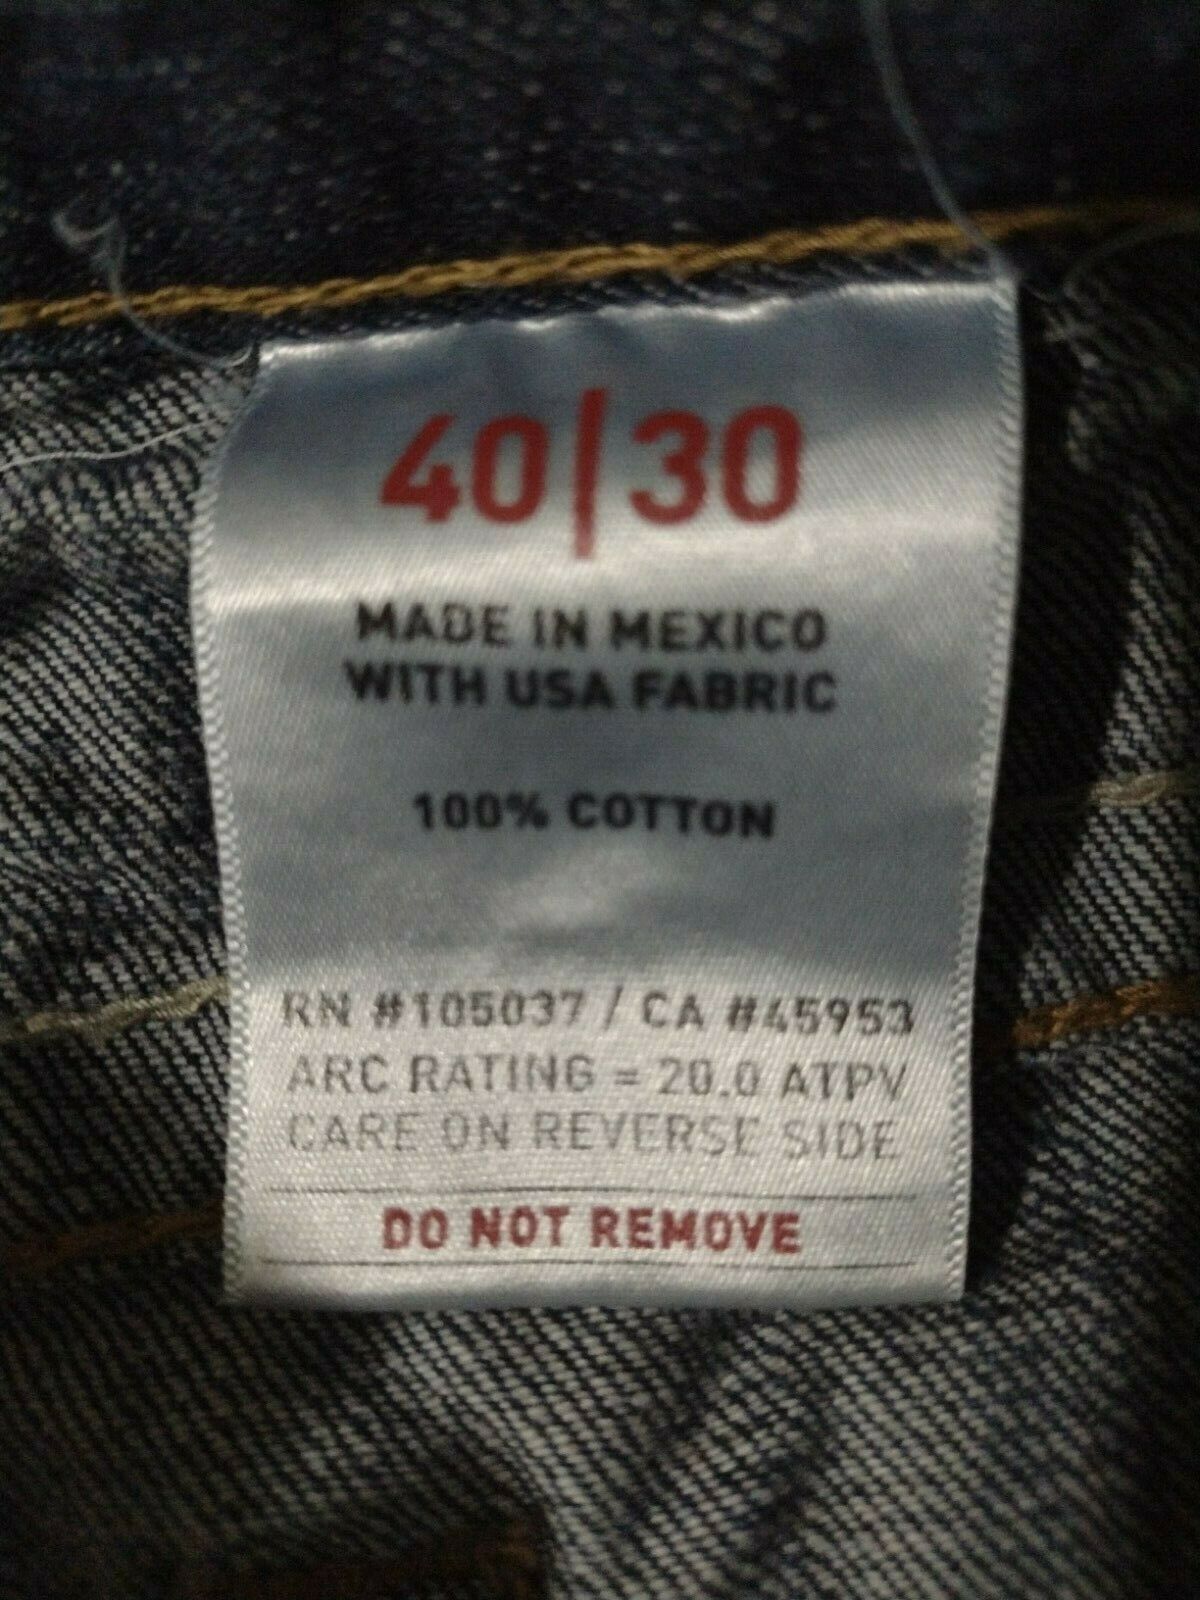 40|30
MADE IN MEXICO
WITH USA FABRIC
100% COTTON
RN #105037 / CA #45953
ARC RATING = 20.0 ATPV
CARE ON REVERSE SIDE
DO NOT REMOVE